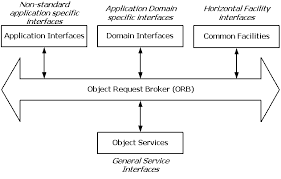 Non-standard
application specific
interfaces
Application Domain
specific interfaces
Horizontal Facility
interfaces
Application Interfaces
Domain Interfaces
Common Facilities
Object Request Broker (ORB)
Object Services
General Service
Interfaces